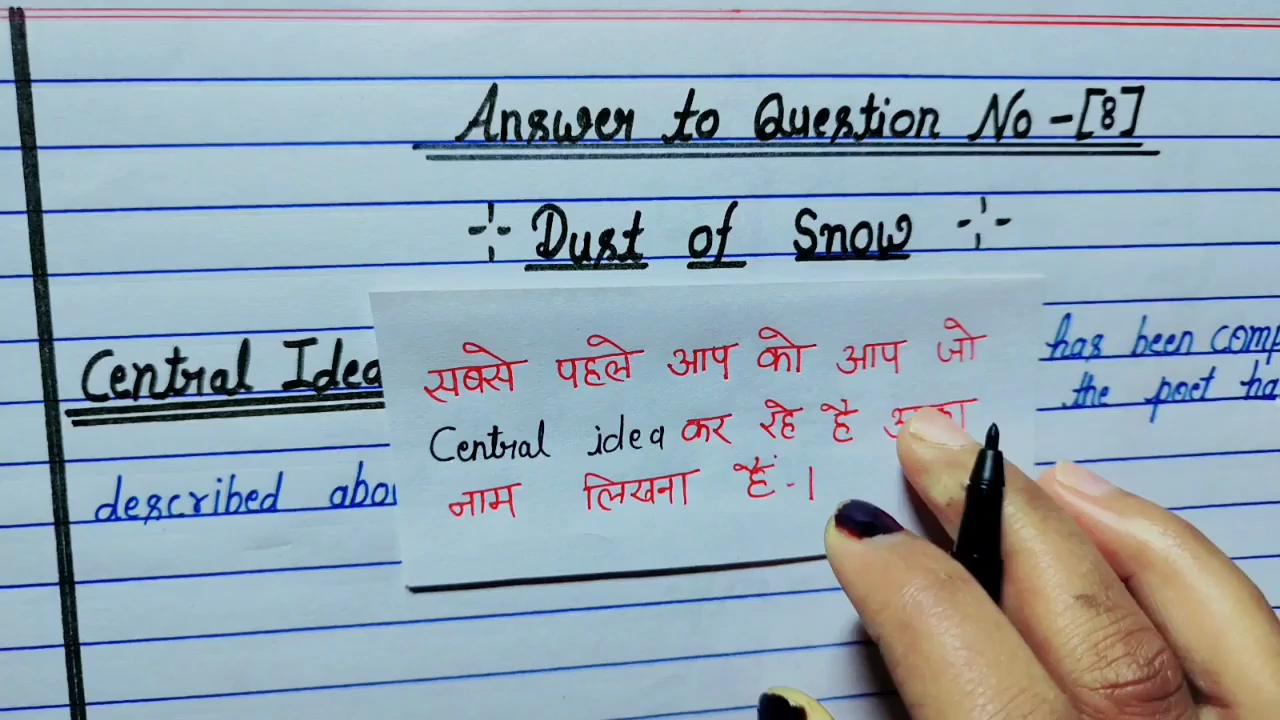 Answer to Question No - [8]
Dust of Snow
Central Idea
has been comp
the poet ha
described abo
सबसे पहले आप को आप जो
Central idea कर रहे है
नाम लिखना हैं.।